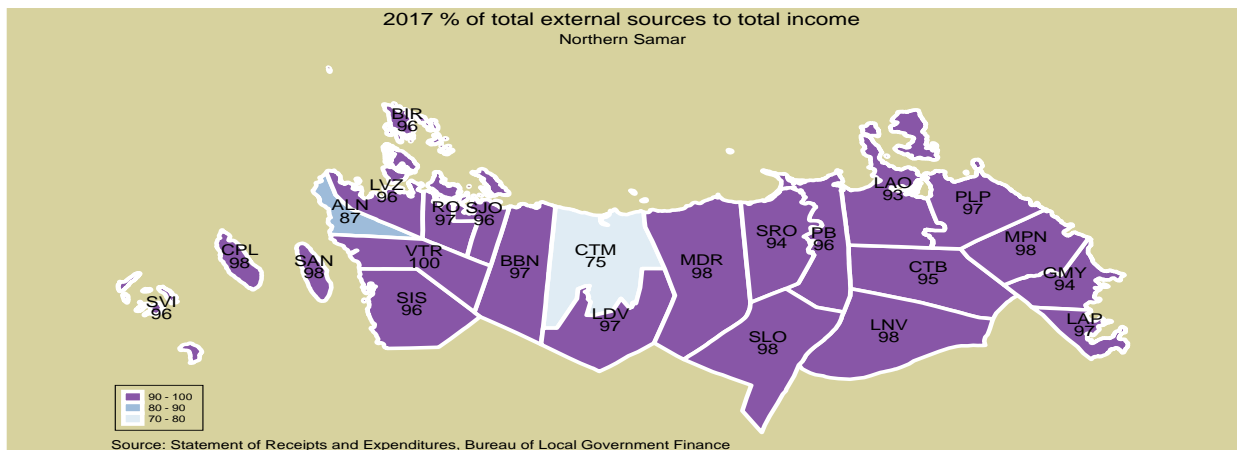 2017 % of total external sources to total income
Northern Samar
BIR
96
LVZ
96
ALN
87
RO
97
SJO
96
LAO
93
PLP
97
CPL
98
SAN
98
VTR
100
BBN
97
CTM
75
MDR
98
SRO
94
PB
96
MPN
98
CTB
95
GMY
94
SVI
96
SIS
96
LDV
97
SLO
98
LNV
98
LAP
97
90 - 100
80 - 90
70 - 80
Source: Statement of Receipts and Expenditures, Bureau of Local Government Finance